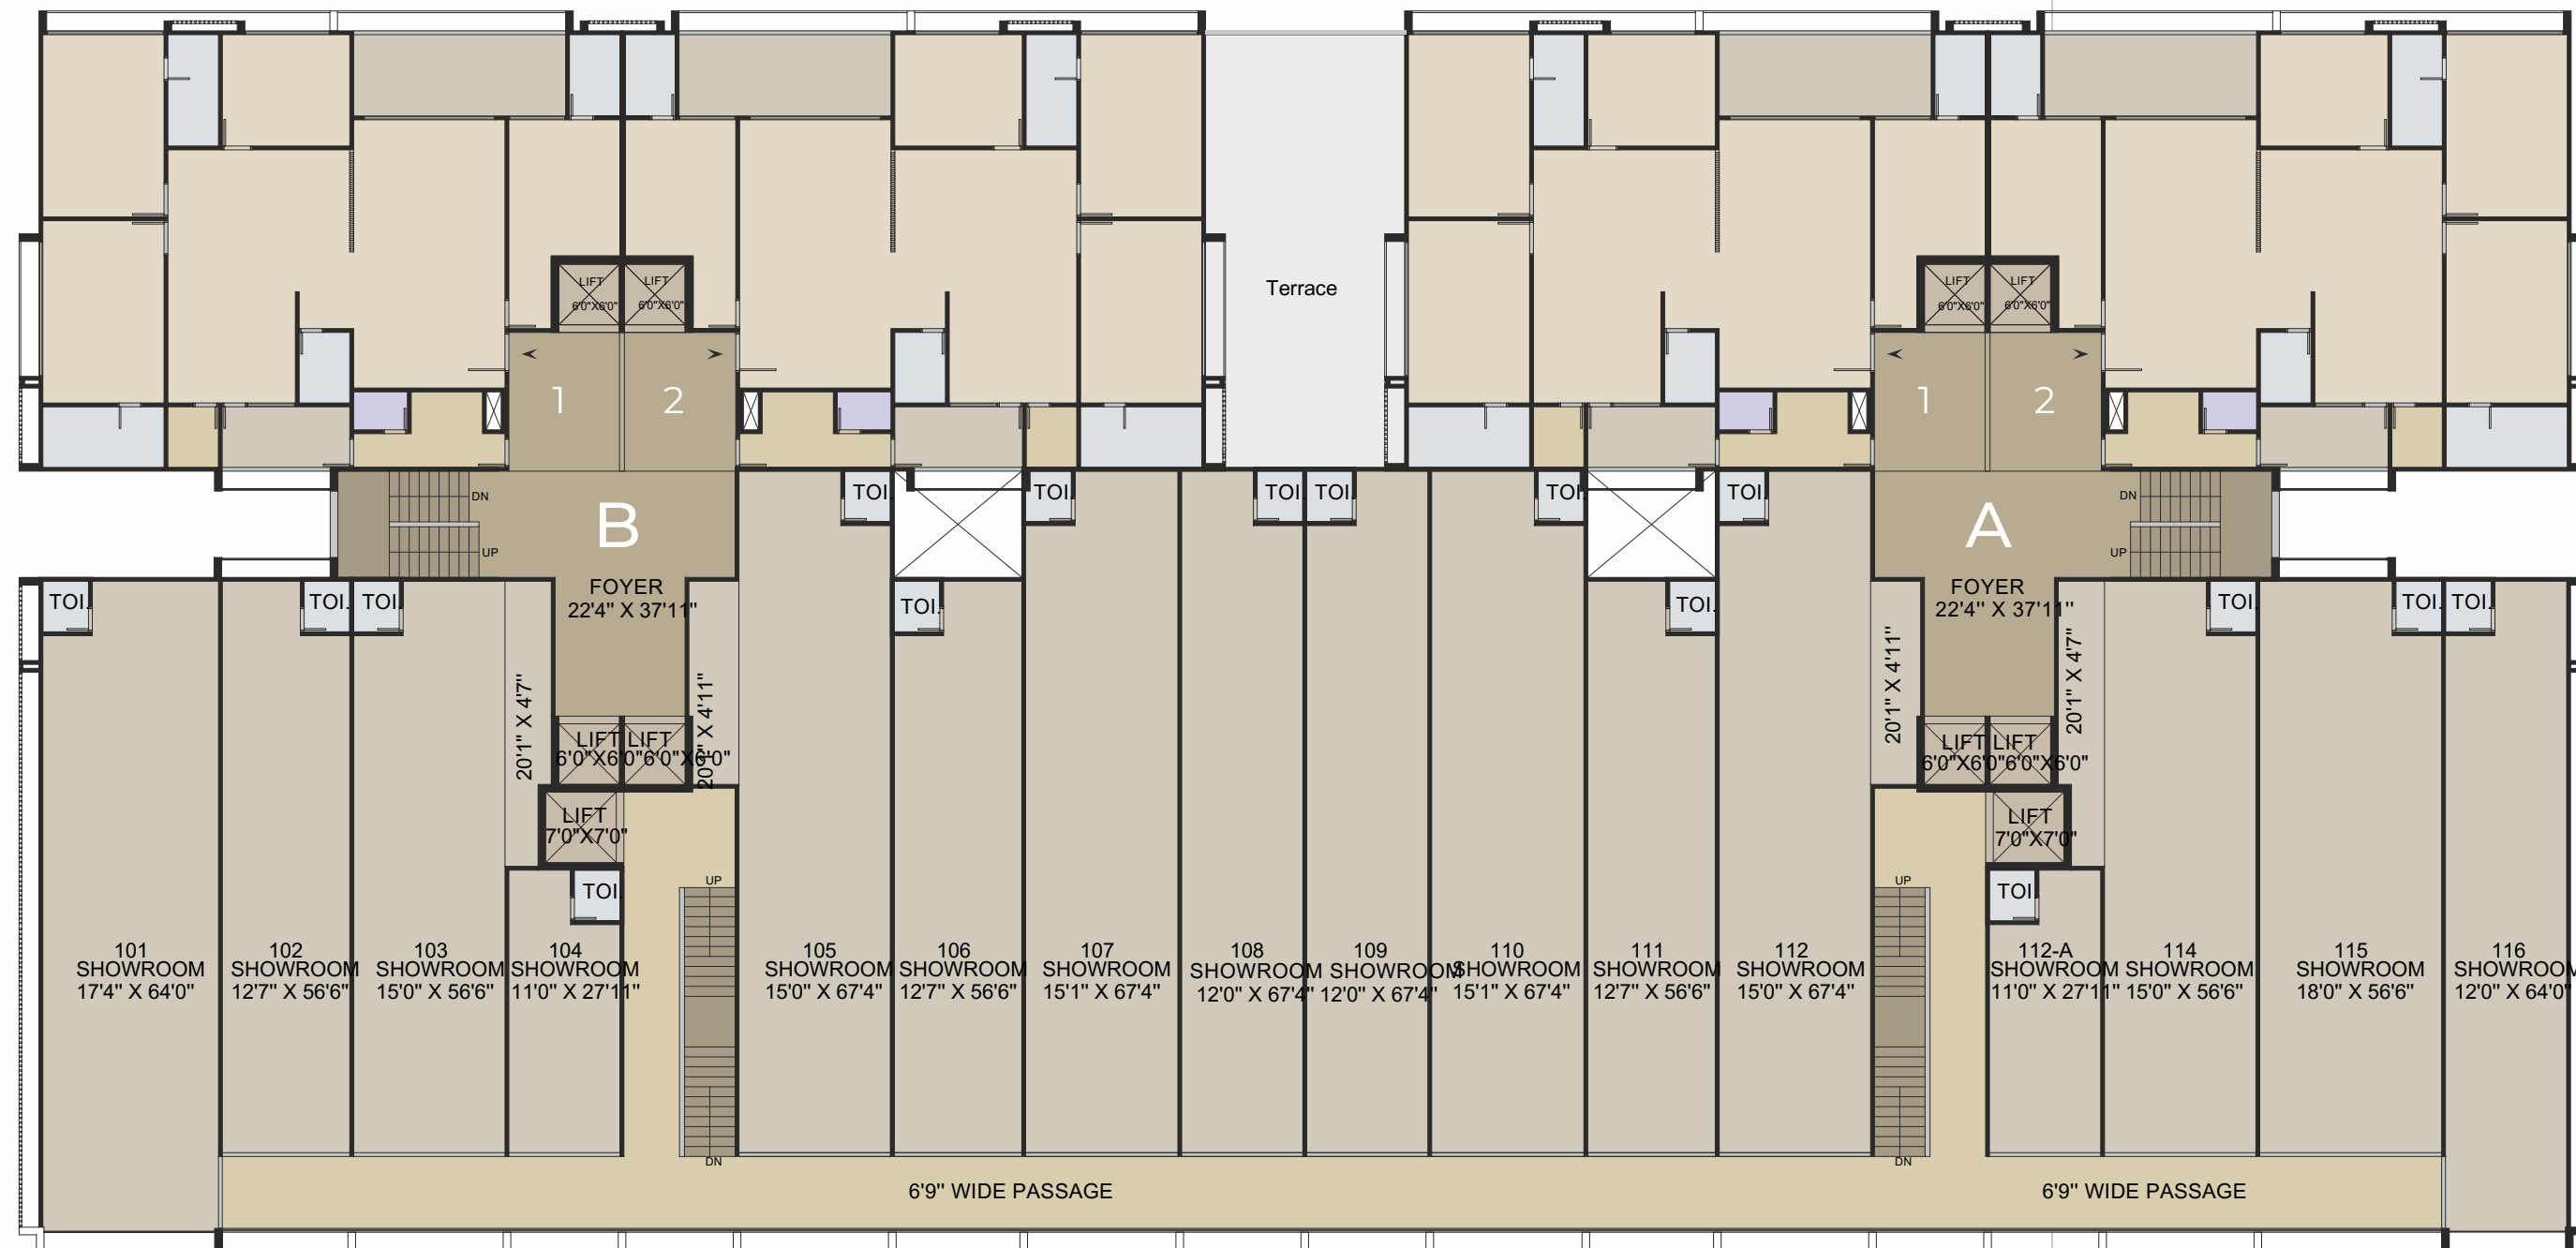 LIFT
6'0"X6'0"
LIFT
6'0"X6'0"
Terrace
LIFT
6'0"X6'0"
LIFT
6'0"X6'0"
1
2
1
2
TOI.
TOI.
TOI.
TOI.
TOI.
TOI.
DN
UP
B
FOYER
22'4" X 37'11"
A
FOYER
22'4" X 37'11"
DN
UP
TOI.
TOI.
TOI.
TOI.
TOI.
TOI.
TOI.
TOI.
20'1" X 4'7"
20'1" X 4'11"
20'1" X 4'11"
20'1" X 4'7"
LIFT
6'0"X6'0"
LIFT
6'0"X6'0"
LIFT
6'0"X6'0"
LIFT
6'0"X6'0"
LIFT
7'0"X7'0"
LIFT
7'0"X7'0"
TOI.
UP
UP
TOI.
101
SHOWROOM
17'4" X 64'0"
102
SHOWROOM
12'7" X 56'6"
103
SHOWROOM
15'0" X 56'6"
104
SHOWROOM
11'0" X 27'11"
105
SHOWROOM
15'0" X 67'4"
106
SHOWROOM
12'7" X 56'6"
107
SHOWROOM
15'1" X 67'4"
108
SHOWROOM
12'0" X 67'4"
109
SHOWROOM
12'0" X 67'4"
110
SHOWROOM
15'1" X 67'4"
111
SHOWROOM
12'7" X 56'6"
112
SHOWROOM
15'0" X 67'4"
112-A
SHOWROOM
11'0" X 27'11"
114
SHOWROOM
15'0" X 56'6"
115
SHOWROOM
18'0" X 56'6"
116
SHOWROOM
12'0" X 64'0"
DN
DN
6'9" WIDE PASSAGE
6'9" WIDE PASSAGE